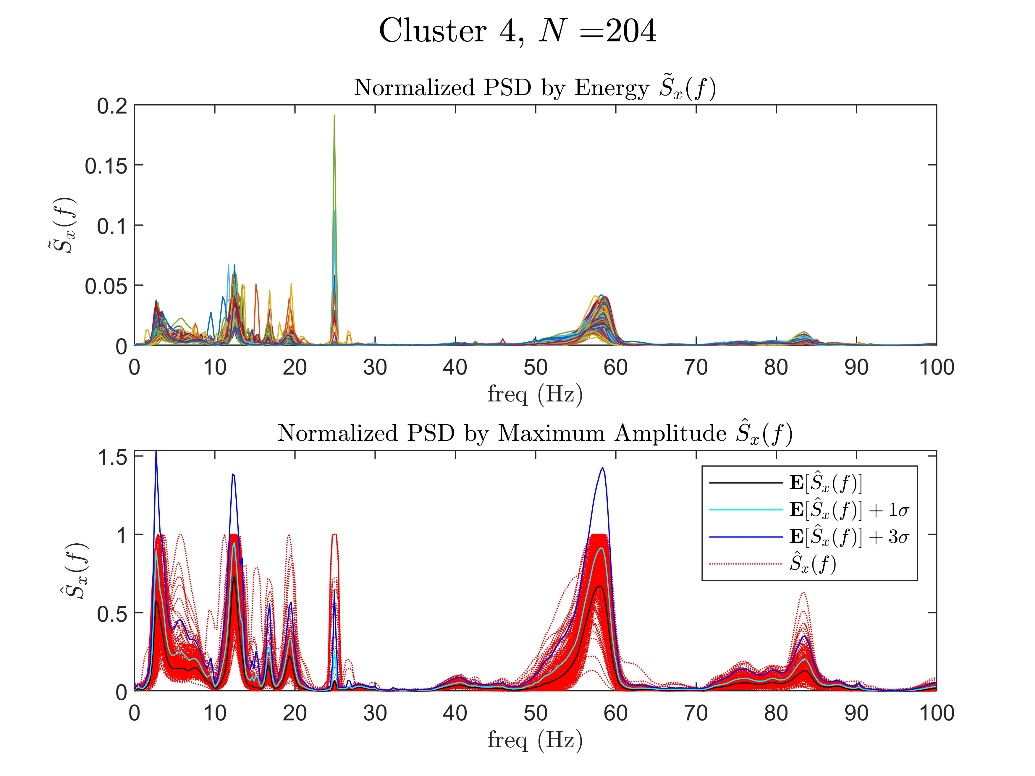 Cluster 4, N =204
Normalized PSD by Energy S̃ₓ(f)
0.2
0.15
0.1
0.05
0
S̃ₓ(f)
0 10 20 30 40 50 60 70 80 90 100
freq (Hz)
Normalized PSD by Maximum Amplitude Ŝₓ(f)
1.5
1
0.5
0
Ŝₓ(f)
E[Ŝₓ(f)]
E[Ŝₓ(f)] + 1σ
E[Ŝₓ(f)] + 3σ
Ŝₓ(f)
0 10 20 30 40 50 60 70 80 90 100
freq (Hz)